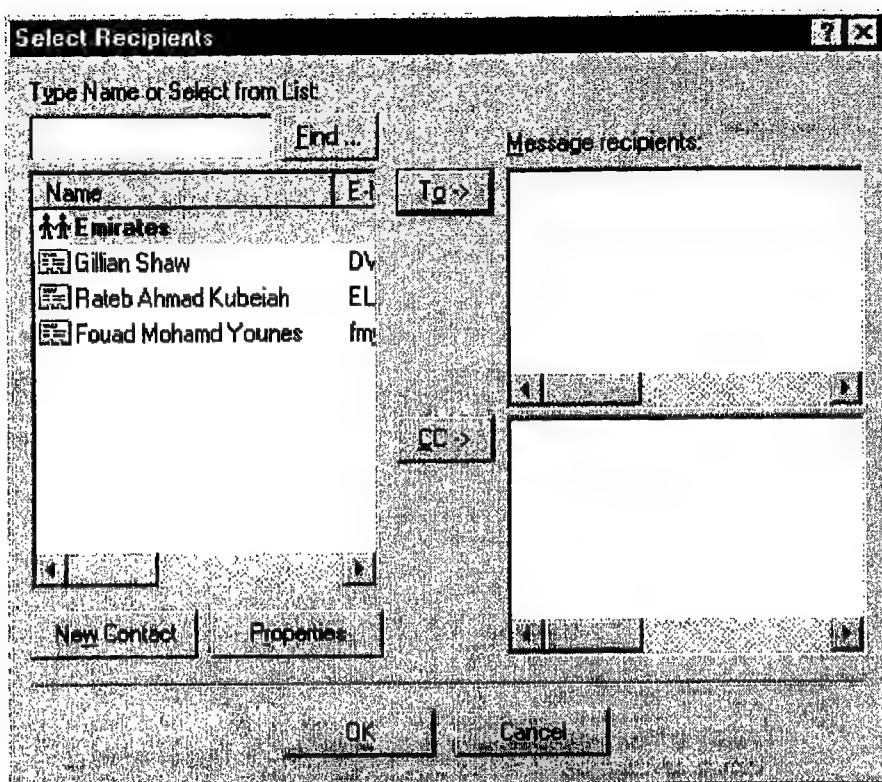 Select Recipients
Type Name or Select from List:
Find ...
Message recipients:
Name E-
To ->
Emirates
Gillian Shaw DV
Rateb Ahmad Kubeiah EL
Fouad Mohamd Younes fm
CC ->
New Contact Properties
OK Cancel